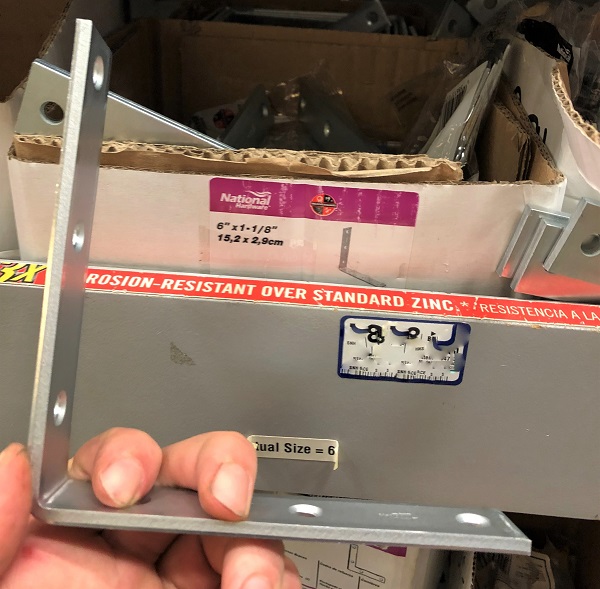 National
Hardware
6" x 1-1/8"
15,2 x 2,9cm
3X ROSION-RESISTANT OVER STANDARD ZINC.* / RESISTENCIA A LA
ual Size = 6